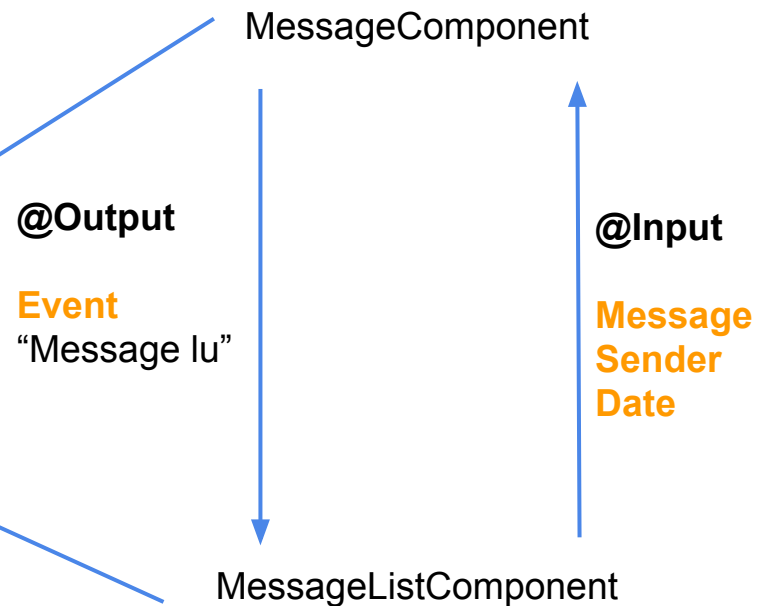 MessageComponent
@Output
Event
“Message lu”
@Input
Message
Sender
Date
MessageListComponent